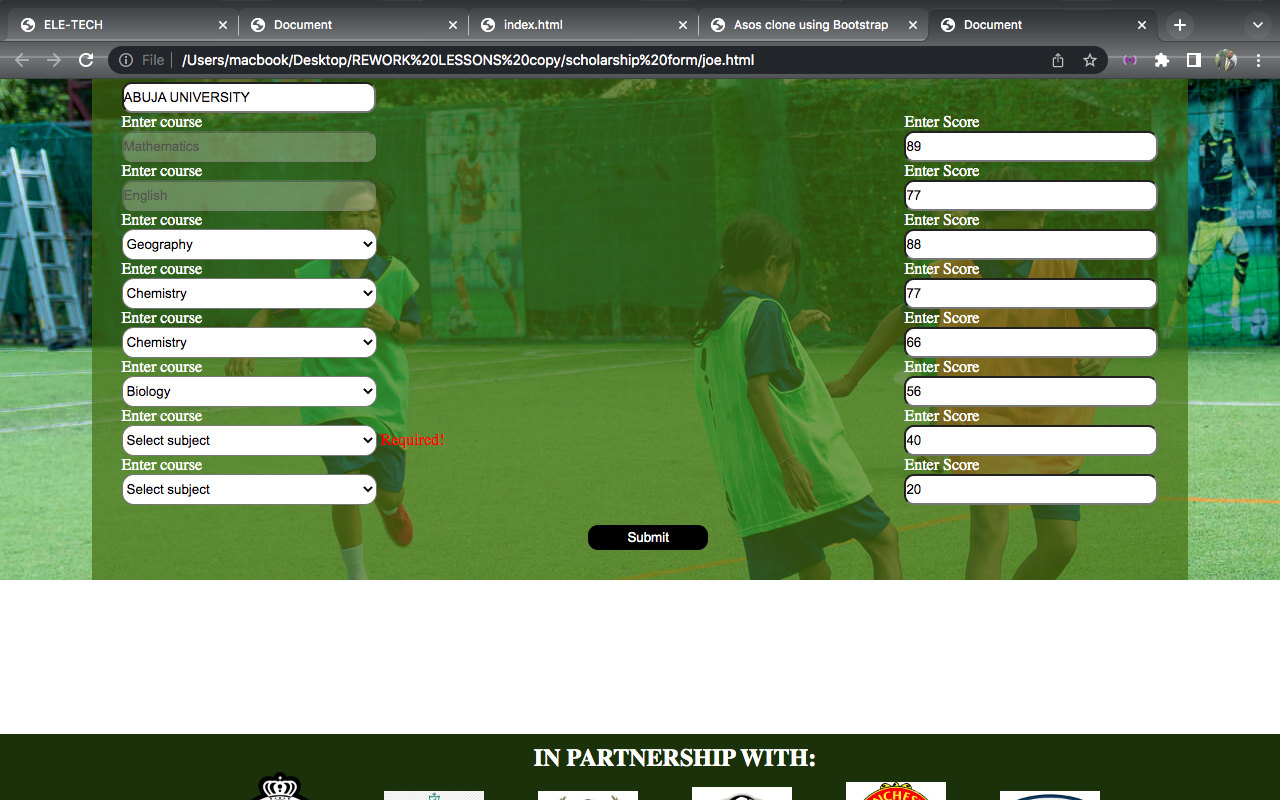 ELE-TECH
Document
index.html
Asos clone using Bootstrap
Document
File
/Users/macbook/Desktop/REWORK%20LESSONS%20copy/scholarship%20form/joe.html
ABUJA UNIVERSITY
Enter course
Enter Score
Mathematics
89
Enter course
Enter Score
English
77
Enter course
Enter Score
Geography
88
Enter course
Enter Score
Chemistry
77
Enter course
Enter Score
Chemistry
66
Enter course
Enter Score
Biology
56
Enter course
Enter Score
Select subject
Required!
40
Enter course
Enter Score
Select subject
20
Submit
IN PARTNERSHIP WITH: